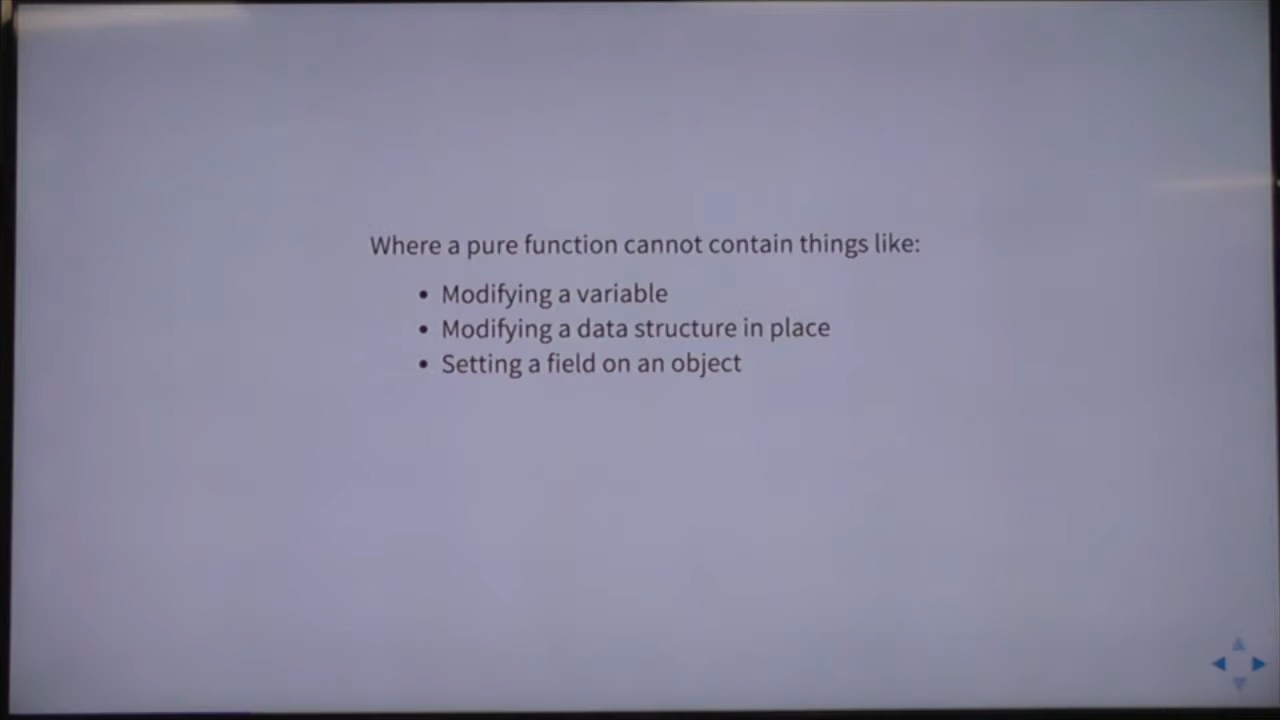 Where a pure function cannot contain things like:
• Modifying a variable
• Modifying a data structure in place
• Setting a field on an object